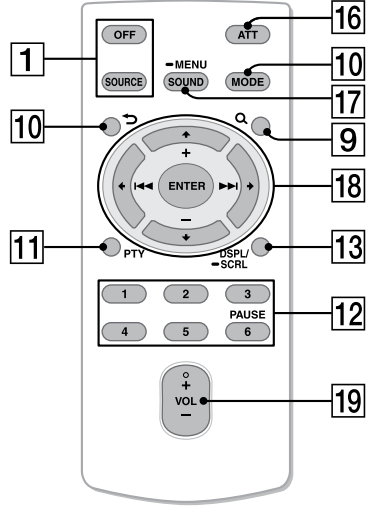 16
OFF
ATT
1
MENU
10
SOURCE
SOUND
MODE
17
10
9
+
ENTER
18
–
11
PTY
DSPL/
SCRL
13
1
2
3
12
PAUSE
4
5
6
+
VOL
19
–